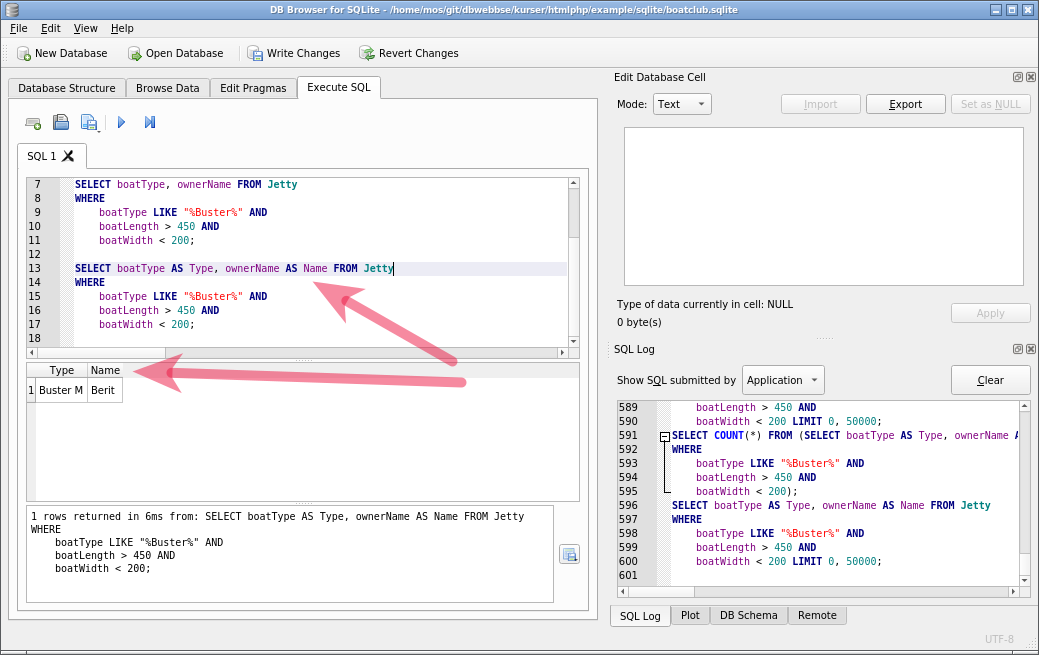 DB Browser for SQLite - /home/mos/git/dbwebbse/kurser/htmlphp/example/sqlite/boatclub.sqlite
File Edit View Help
New Database Open Database Write Changes Revert Changes
Database Structure Browse Data Edit Pragmas Execute SQL
SQL 1
7 SELECT boatType, ownerName FROM Jetty
8 WHERE
9 boatType LIKE "%Buster%" AND
10 boatLength > 450 AND
11 boatWidth < 200;
12
13 SELECT boatType AS Type, ownerName AS Name FROM Jetty
14 WHERE
15 boatType LIKE "%Buster%" AND
16 boatLength > 450 AND
17 boatWidth < 200;
18
Type Name
1 Buster M Berit
1 rows returned in 6ms from: SELECT boatType AS Type, ownerName AS Name FROM Jetty
WHERE
boatType LIKE "%Buster%" AND
boatLength > 450 AND
boatWidth < 200;
Edit Database Cell
Mode: Text Import Export Set as NULL
Type of data currently in cell: NULL
0 byte(s)
Apply
SQL Log
Show SQL submitted by Application Clear
589 boatLength > 450 AND
590 boatWidth < 200 LIMIT 0, 50000;
591 SELECT COUNT(*) FROM (SELECT boatType AS Type, ownerName A
592 WHERE
593 boatType LIKE "%Buster%" AND
594 boatLength > 450 AND
595 boatWidth < 200);
596 SELECT boatType AS Type, ownerName AS Name FROM Jetty
597 WHERE
598 boatType LIKE "%Buster%" AND
599 boatLength > 450 AND
600 boatWidth < 200 LIMIT 0, 50000;
601
SQL Log Plot DB Schema Remote
UTF-8